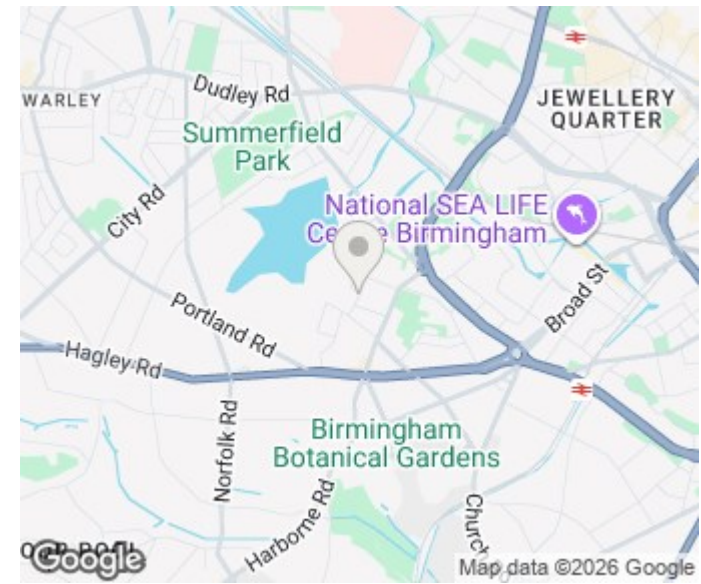 Dudley Rd
WARLEY
JEWELLERY
QUARTER
Summerfield
Park
City Rd
National SEA LIFE
Centre Birmingham
Broad St
Portland Rd
Hagley Rd
Norfolk Rd
Birmingham
Botanical Gardens
Harborne Rd
Church
Google
Map data ©2026 Google